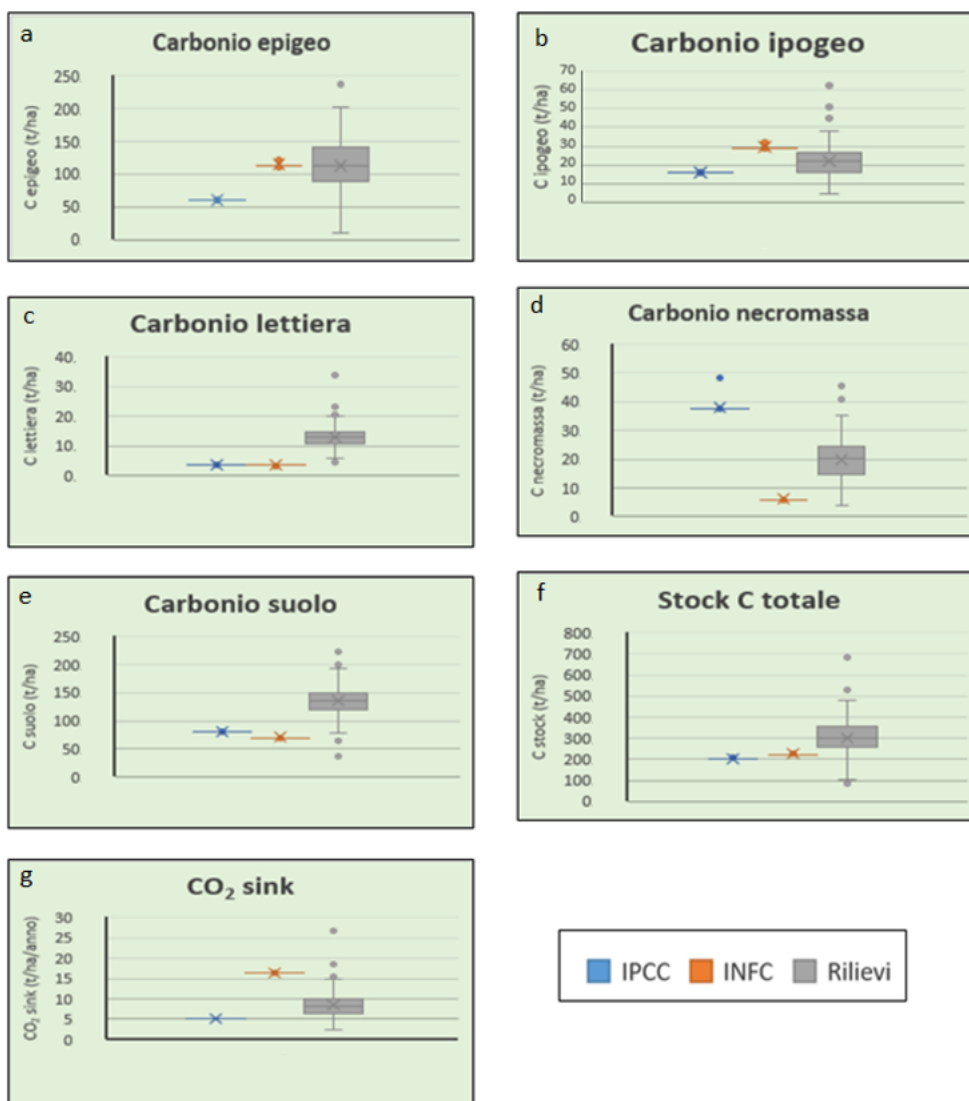 a
Carbonio epigeo
C epigeo (t/ha)
250.
200.
150.
100.
50.
0.
b
Carbonio ipogeo
C ipogeo (t/ha)
70
60
50
40
30
20
10
0
c
Carbonio lettiera
C lettiera (t/ha)
40.
30.
20.
10.
0.
d
Carbonio necromassa
C necromassa (t/ha)
60.
50.
40.
30.
20.
10.
0.
e
Carbonio suolo
C suolo (t/ha)
250
200
150
100
50
0
f
Stock C totale
C stock (t/ha)
800
700
600
500
400
300
200
100
0
g
CO₂ sink
CO₂ sink (t/ha/anno)
30
25
20
15
10
5
0
IPCC INFC Rilievi